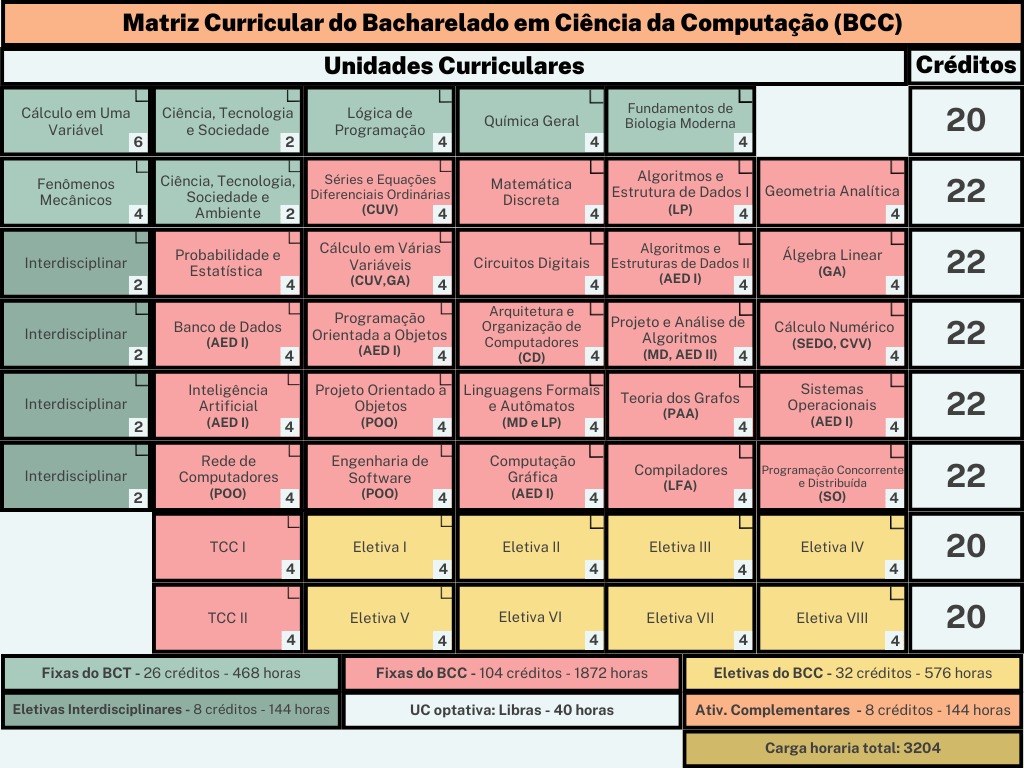 Matriz Curricular do Bacharelado em Ciência da Computação (BCC)
Unidades Curriculares
Créditos
Cálculo em Uma
Variável
6
Ciência, Tecnologia
e Sociedade
2
Lógica de
Programação
4
Química Geral
4
Fundamentos de
Biologia Moderna
4
20
Fenômenos
Mecânicos
4
Ciência, Tecnologia,
Sociedade e
Ambiente
2
Séries e Equações
Diferenciais Ordinárias
(CUV)
4
Matemática
Discreta
4
Algoritmos e
Estrutura de Dados I
(LP)
4
Geometria Analítica
4
22
Interdisciplinar
2
Probabilidade e
Estatística
4
Cálculo em Várias
Variáveis
(CUV,GA)
4
Circuitos Digitais
4
Algoritmos e
Estruturas de Dados II
(AED I)
4
Álgebra Linear
(GA)
4
22
Interdisciplinar
2
Banco de Dados
(AED I)
4
Programação
Orientada a Objetos
(AED I)
4
Arquitetura e
Organização de
Computadores
(CD)
4
Projeto e Análise de
Algoritmos
(MD, AED II)
4
Cálculo Numérico
(SEDO, CVV)
4
22
Interdisciplinar
2
Inteligência
Artificial
(AED I)
4
Projeto Orientado à
Objetos
(POO)
4
Linguagens Formais
e Autômatos
(MD e LP)
4
Teoria dos Grafos
(PAA)
4
Sistemas
Operacionais
(AED I)
4
22
Interdisciplinar
2
Rede de
Computadores
(POO)
4
Engenharia de
Software
(POO)
4
Computação
Gráfica
(AED I)
4
Compiladores
(LFA)
4
Programação Concorrente
e Distribuída
(SO)
4
22
TCC I
4
Eletiva I
4
Eletiva II
4
Eletiva III
4
Eletiva IV
4
20
TCC II
4
Eletiva V
4
Eletiva VI
4
Eletiva VII
4
Eletiva VIII
4
20
Fixas do BCT - 26 créditos - 468 horas
Fixas do BCC - 104 créditos - 1872 horas
Eletivas do BCC - 32 créditos - 576 horas
Eletivas Interdisciplinares - 8 créditos - 144 horas
UC optativa: Libras - 40 horas
Ativ. Complementares - 8 créditos - 144 horas
Carga horaria total: 3204